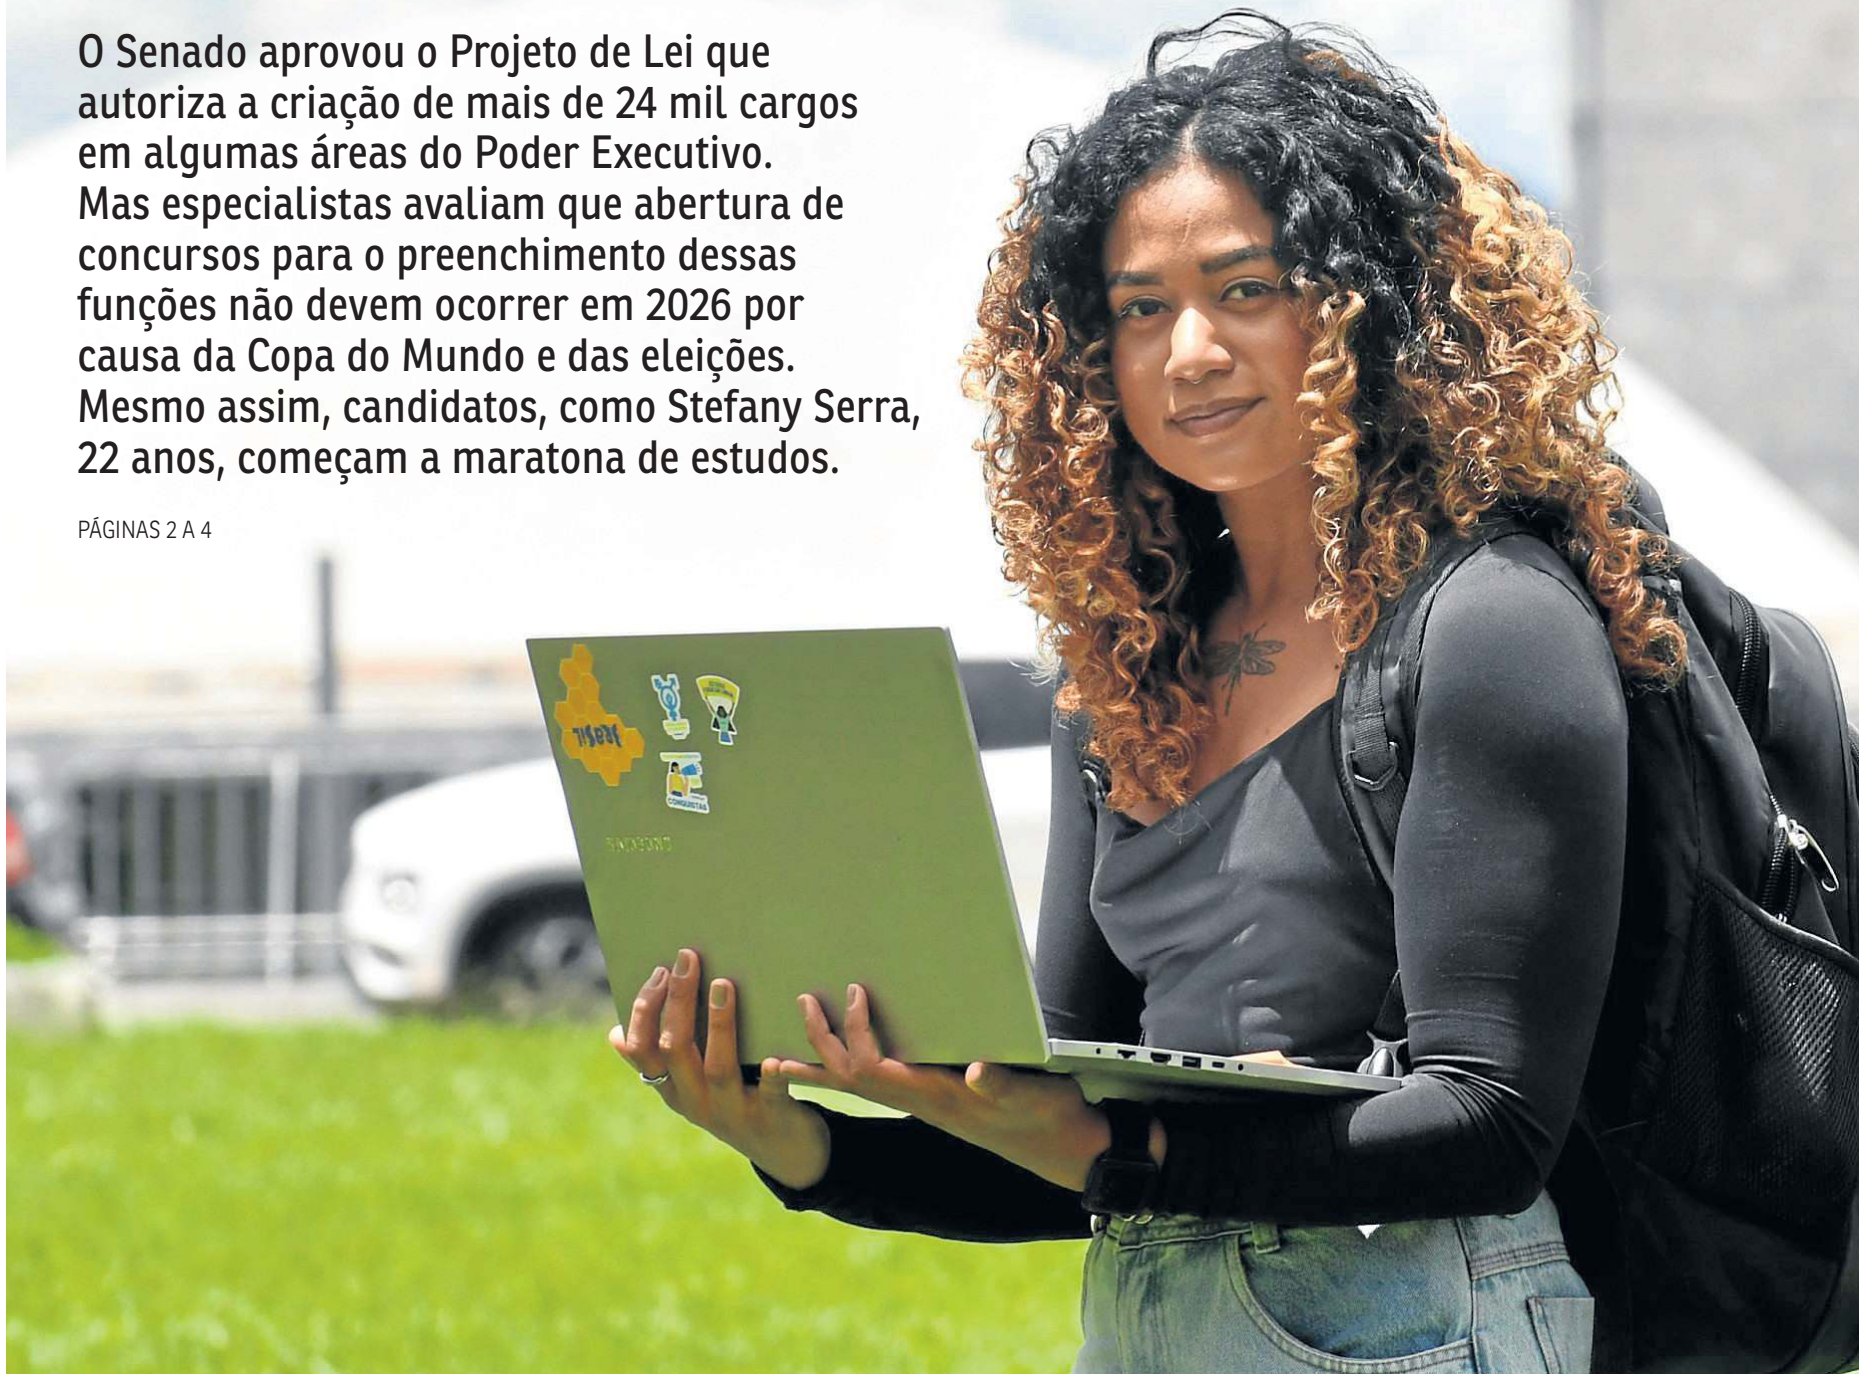 O Senado aprovou o Projeto de Lei que
autoriza a criação de mais de 24 mil cargos
em algumas áreas do Poder Executivo.
Mas especialistas avaliam que abertura de
concursos para o preenchimento dessas
funções não devem ocorrer em 2026 por
causa da Copa do Mundo e das eleições.
Mesmo assim, candidatos, como Stefany Serra,
22 anos, começam a maratona de estudos.
PÁGINAS 2 A 4
CONQUISTAS